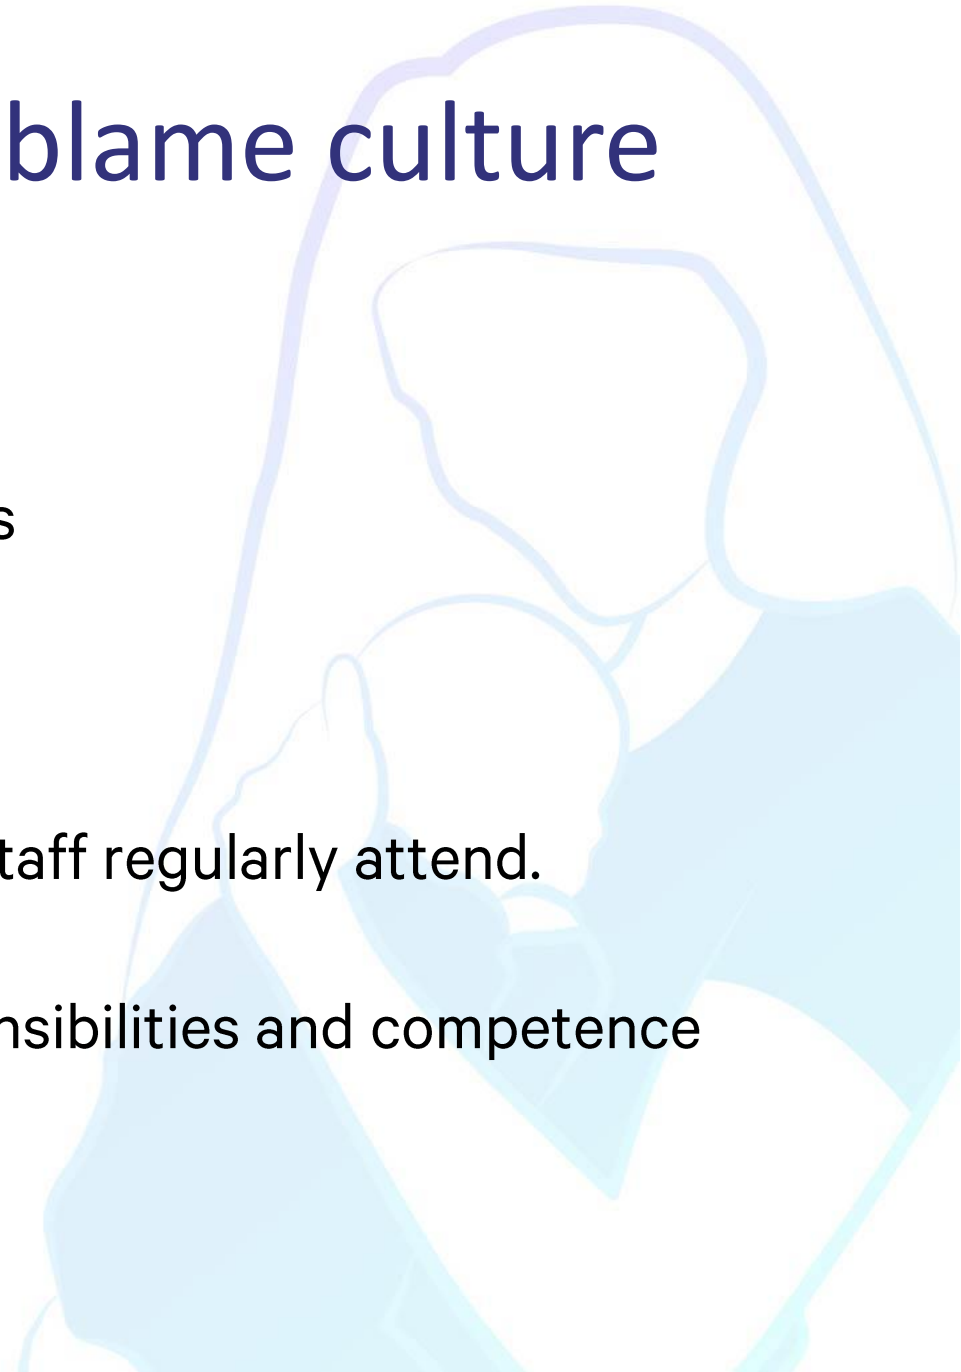 blame culture
s
taff regularly attend.
nsibilities and competence